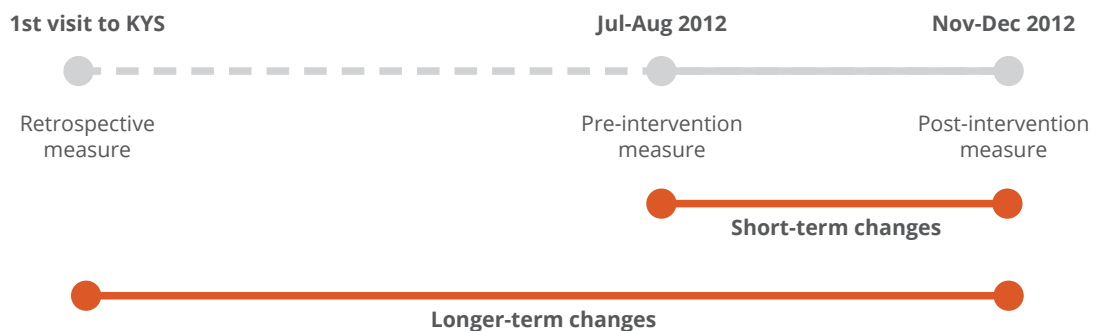 1st visit to KYS
Jul-Aug 2012
Nov-Dec 2012
Retrospective
measure
Pre-intervention
measure
Post-intervention
measure
Short-term changes
Longer-term changes